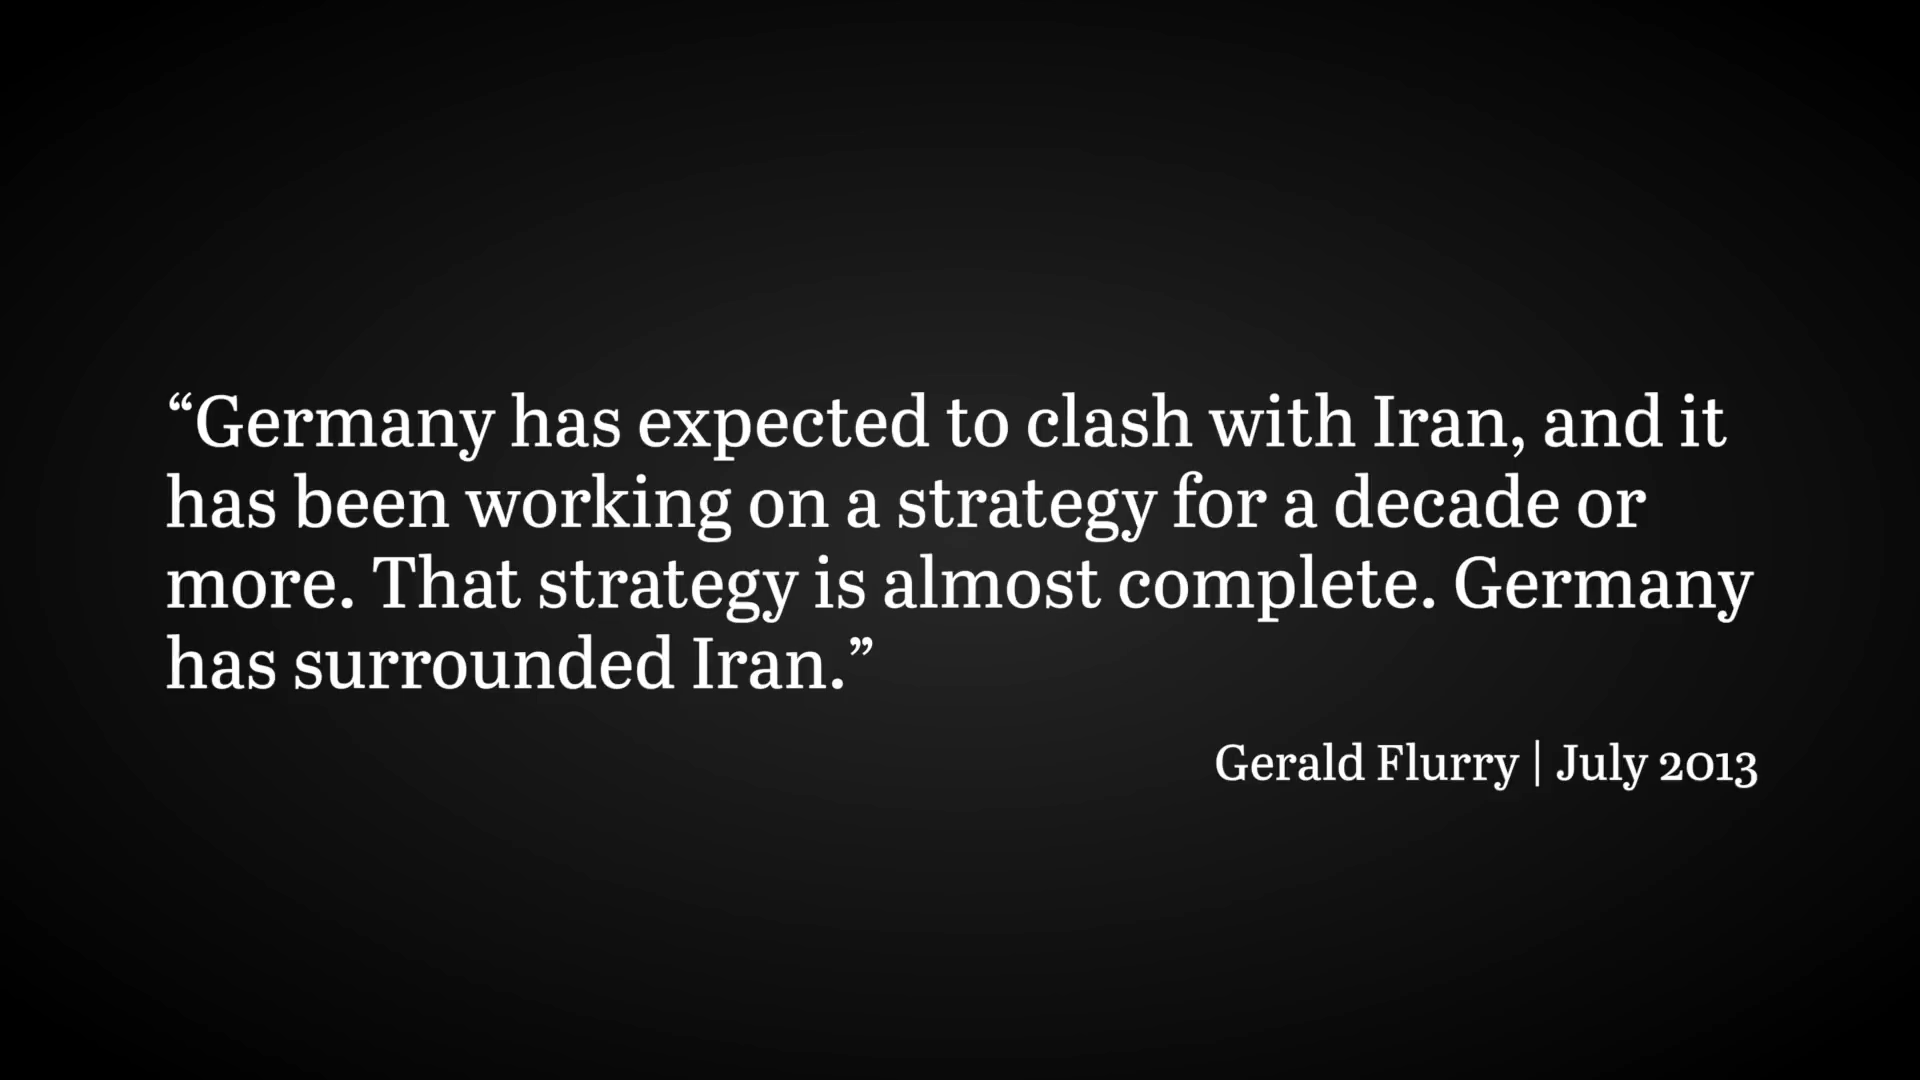 “Germany has expected to clash with Iran, and it
has been working on a strategy for a decade or
more. That strategy is almost complete. Germany
has surrounded Iran.”
Gerald Flurry | July 2013